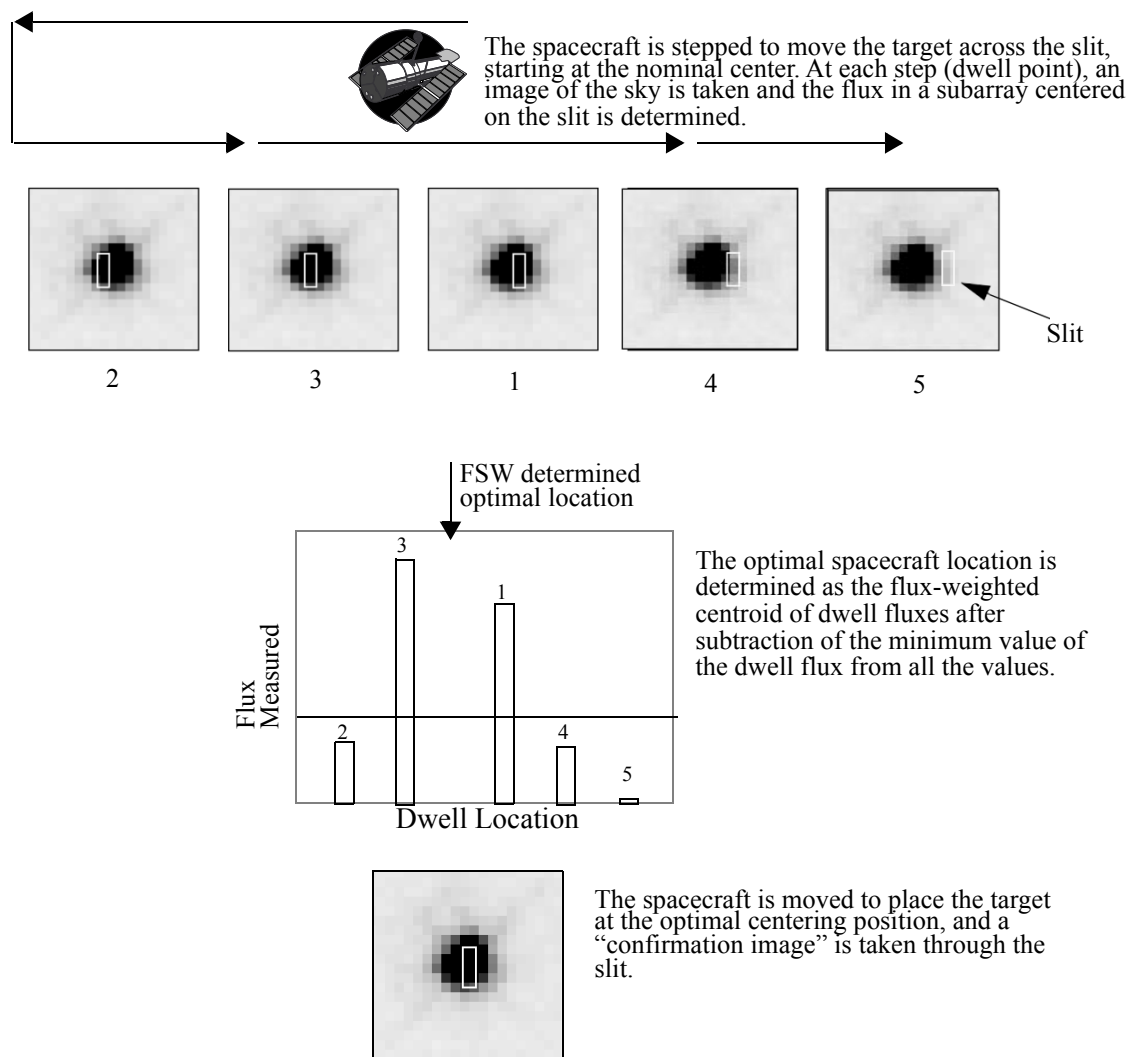 The spacecraft is stepped to move the target across the slit,
starting at the nominal center. At each step (dwell point), an
image of the sky is taken and the flux in a subarray centered
on the slit is determined.
Slit
2
3
1
4
5
FSW determined
optimal location
3
1
2
4
5
Flux
Measured
Dwell Location
The optimal spacecraft location is
determined as the flux-weighted
centroid of dwell fluxes after
subtraction of the minimum value of
the dwell flux from all the values.
The spacecraft is moved to place the target
at the optimal centering position, and a
“confirmation image” is taken through the
slit.